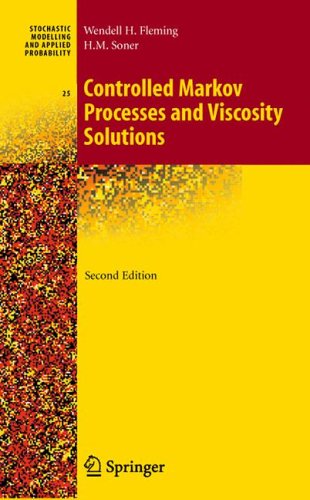 STOCHASTIC
MODELLING
AND APPLIED
PROBABILITY
25
Wendell H. Fleming
H.M. Soner
Controlled Markov
Processes and Viscosity
Solutions
Second Edition
Springer